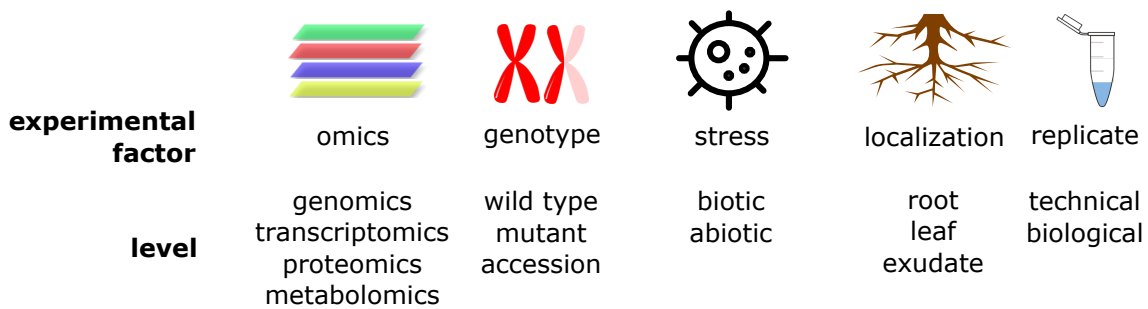 experimental
factor
omics
genotype
stress
localization
replicate
level
genomics
transcriptomics
proteomics
metabolomics
wild type
mutant
accession
biotic
abiotic
root
leaf
exudate
technical
biological